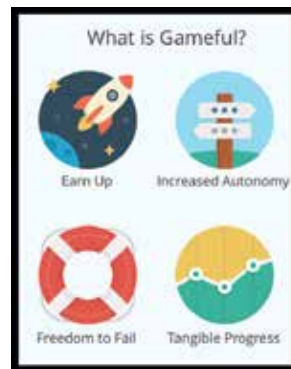 What is Gameful?
Earn Up
Increased Autonomy
Freedom to Fail
Tangible Progress